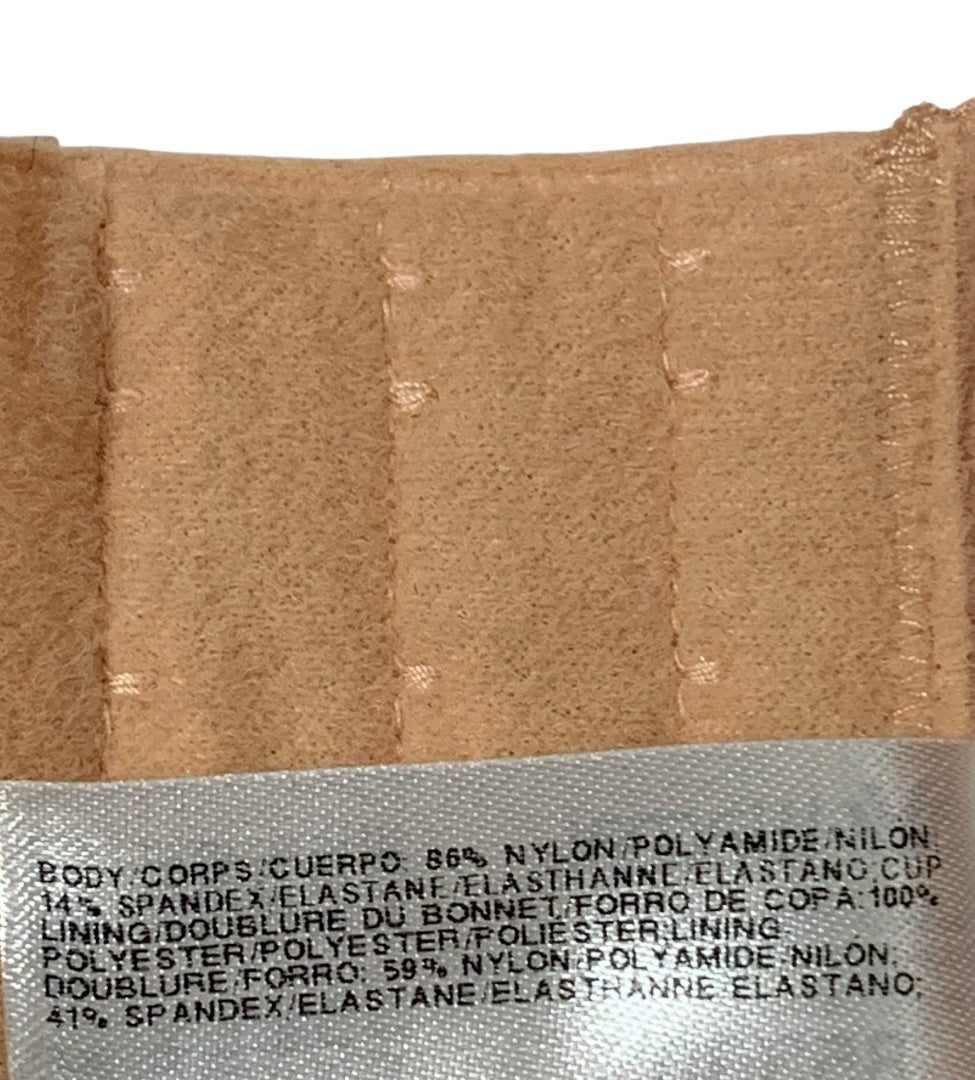 BODY/CORPS/CUERPO: 86% NYLON/POLYAMIDE/NILON
14% SPANDEX/ELASTANE/ELASTHANNE/ELASTANO CUP
LINING/DOUBLURE DU BONNET/FORRO DE COPA:100%
POLYESTER/POLYESTER/POLIESTER;LINING
DOUBLURE/FORRO: 59% NYLON/POLYAMIDE/NILON;
41% SPANDEX/ELASTANE/ELASTHANNE/ELASTANO;